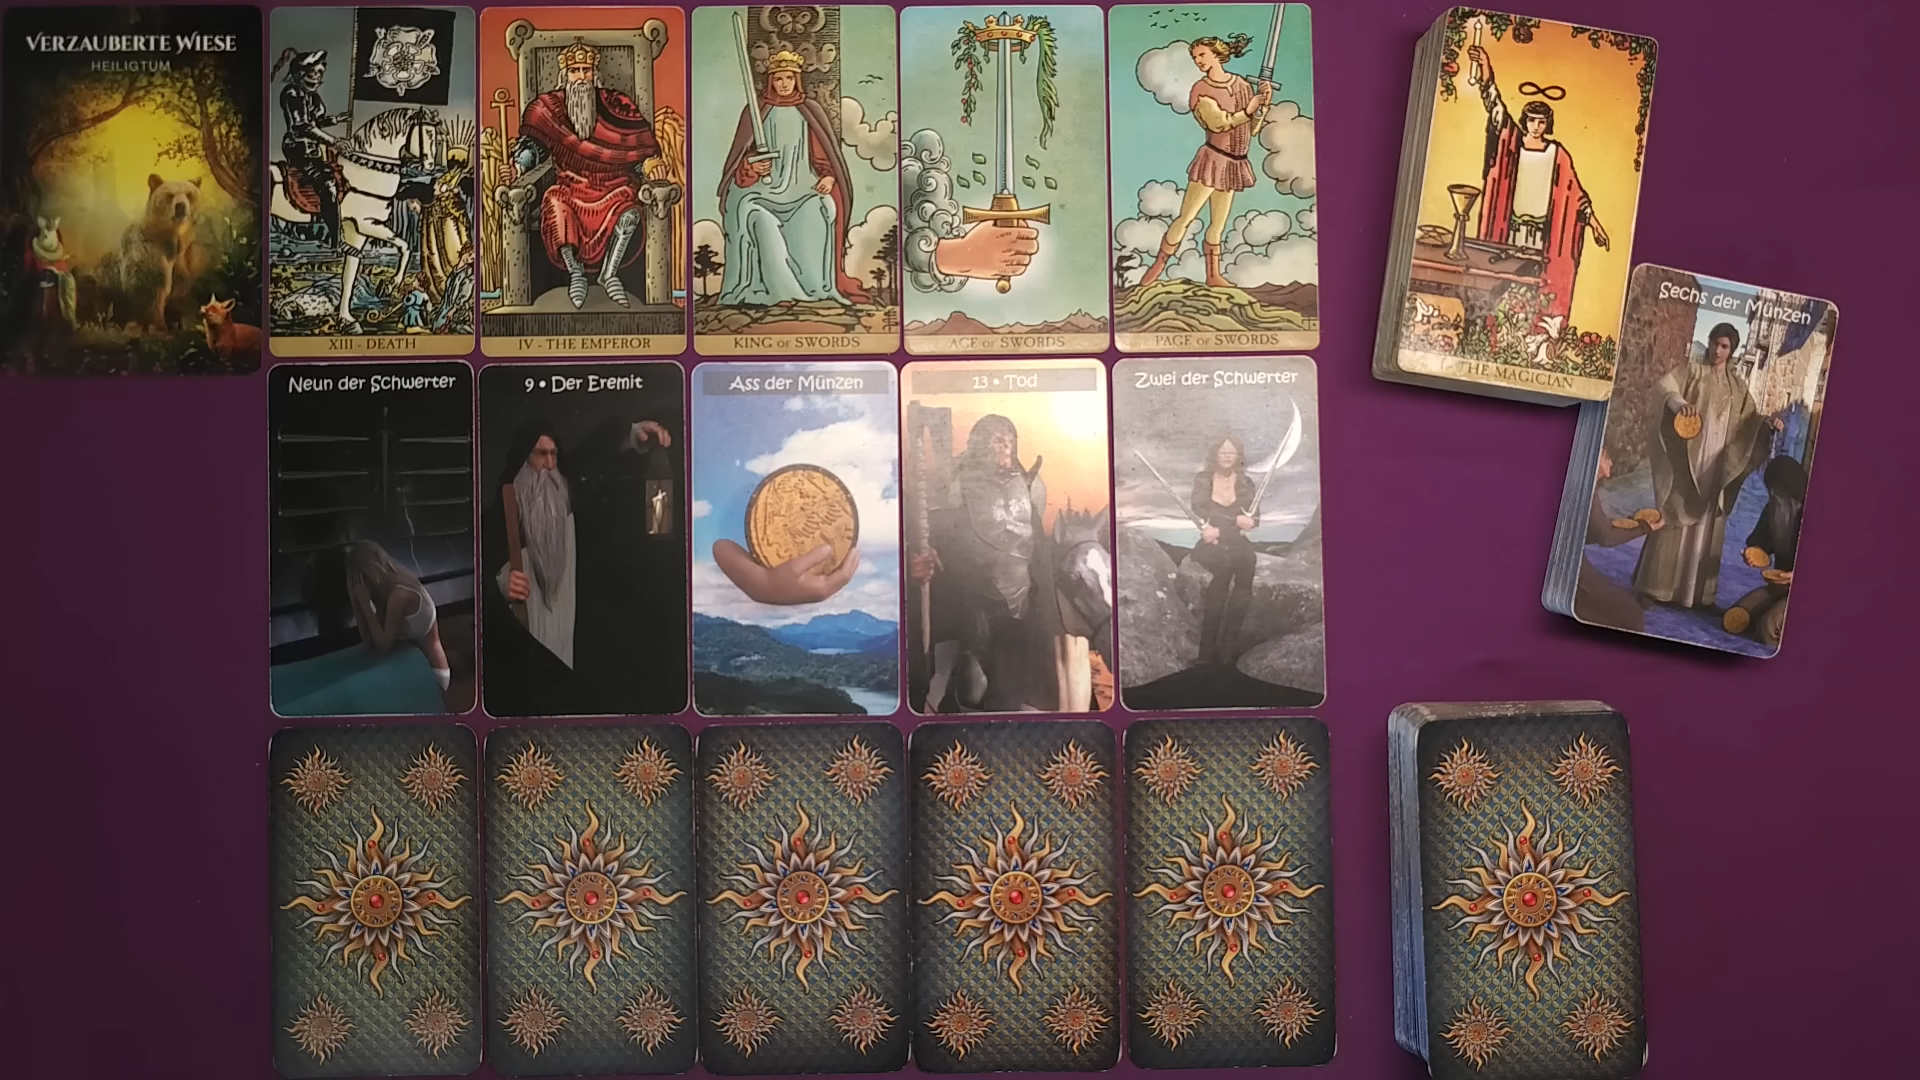 VERZAUBERTE WIESE
HEILIGTUM
XIII - DEATH
IV - THE EMPEROR
KING OF SWORDS
ACE OF SWORDS
PAGE OF SWORDS
I - THE MAGICIAN
Sechs der Münzen
Neun der Schwerter
9 • Der Eremit
Ass der Münzen
13 • Tod
Zwei der Schwerter